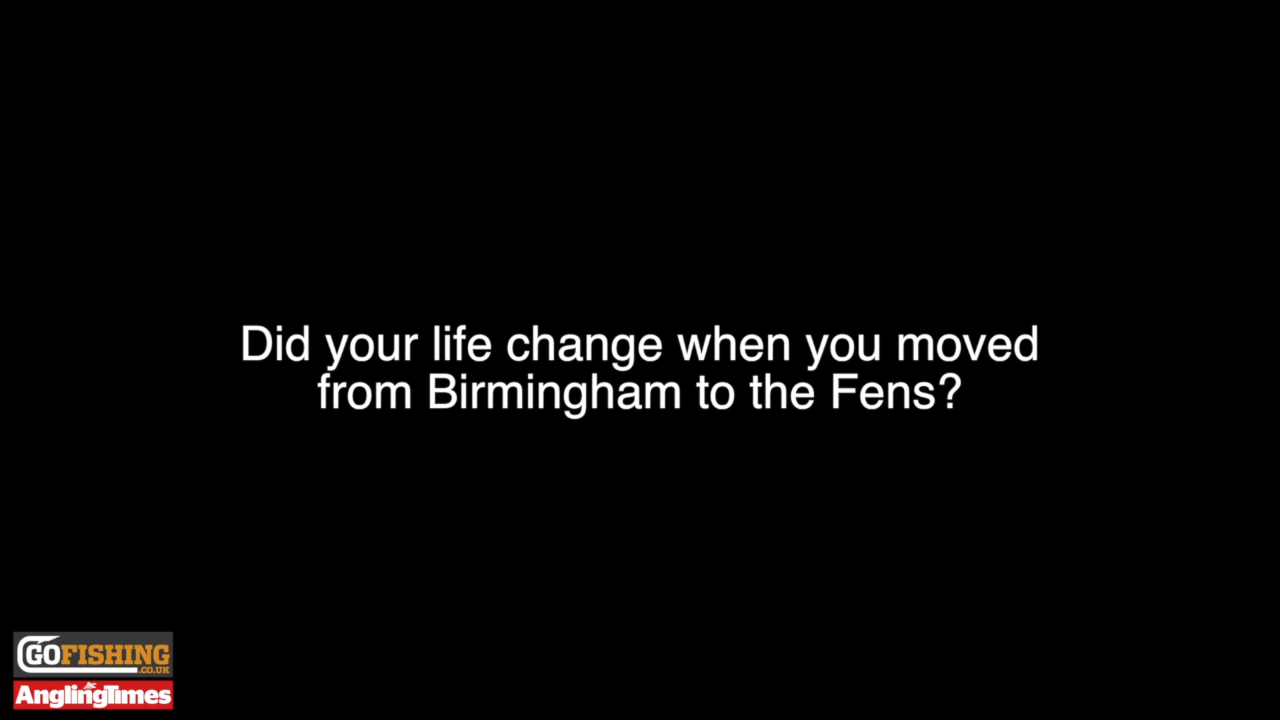 Did your life change when you moved
from Birmingham to the Fens?
GOFISHING
.CO.UK
AnglingTimes